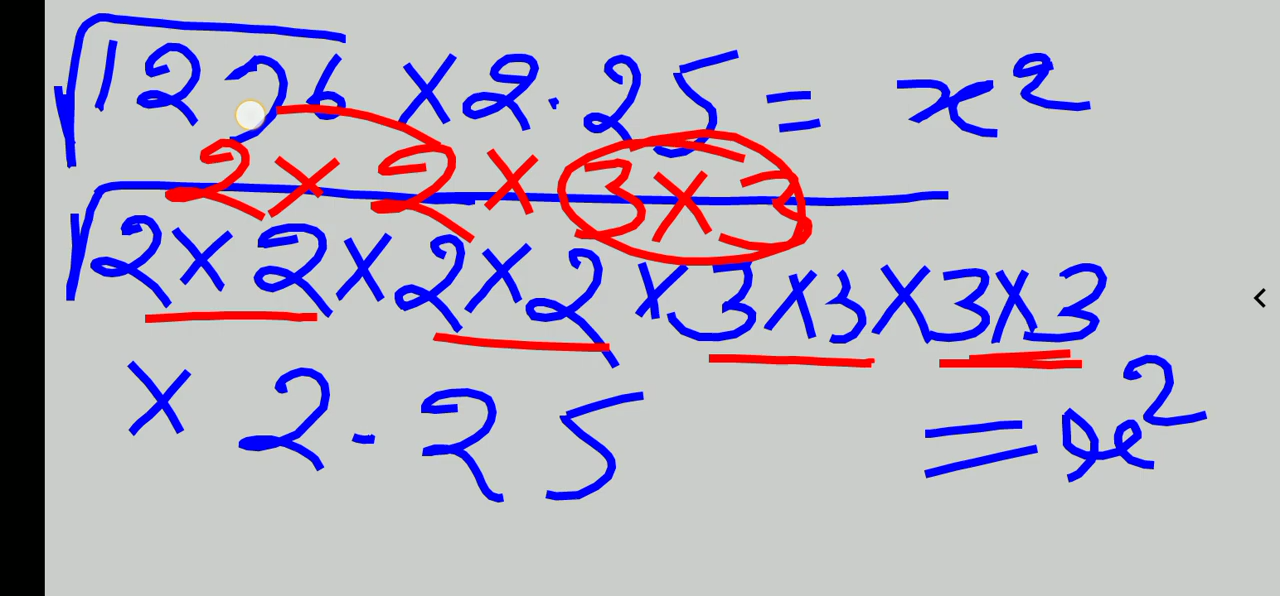 √1296 × 2.25 = x²
2 × 2 × 3 × 3
√2 × 2 × 2 × 2 × 3 × 3 × 3 × 3
× 2.25 = x²